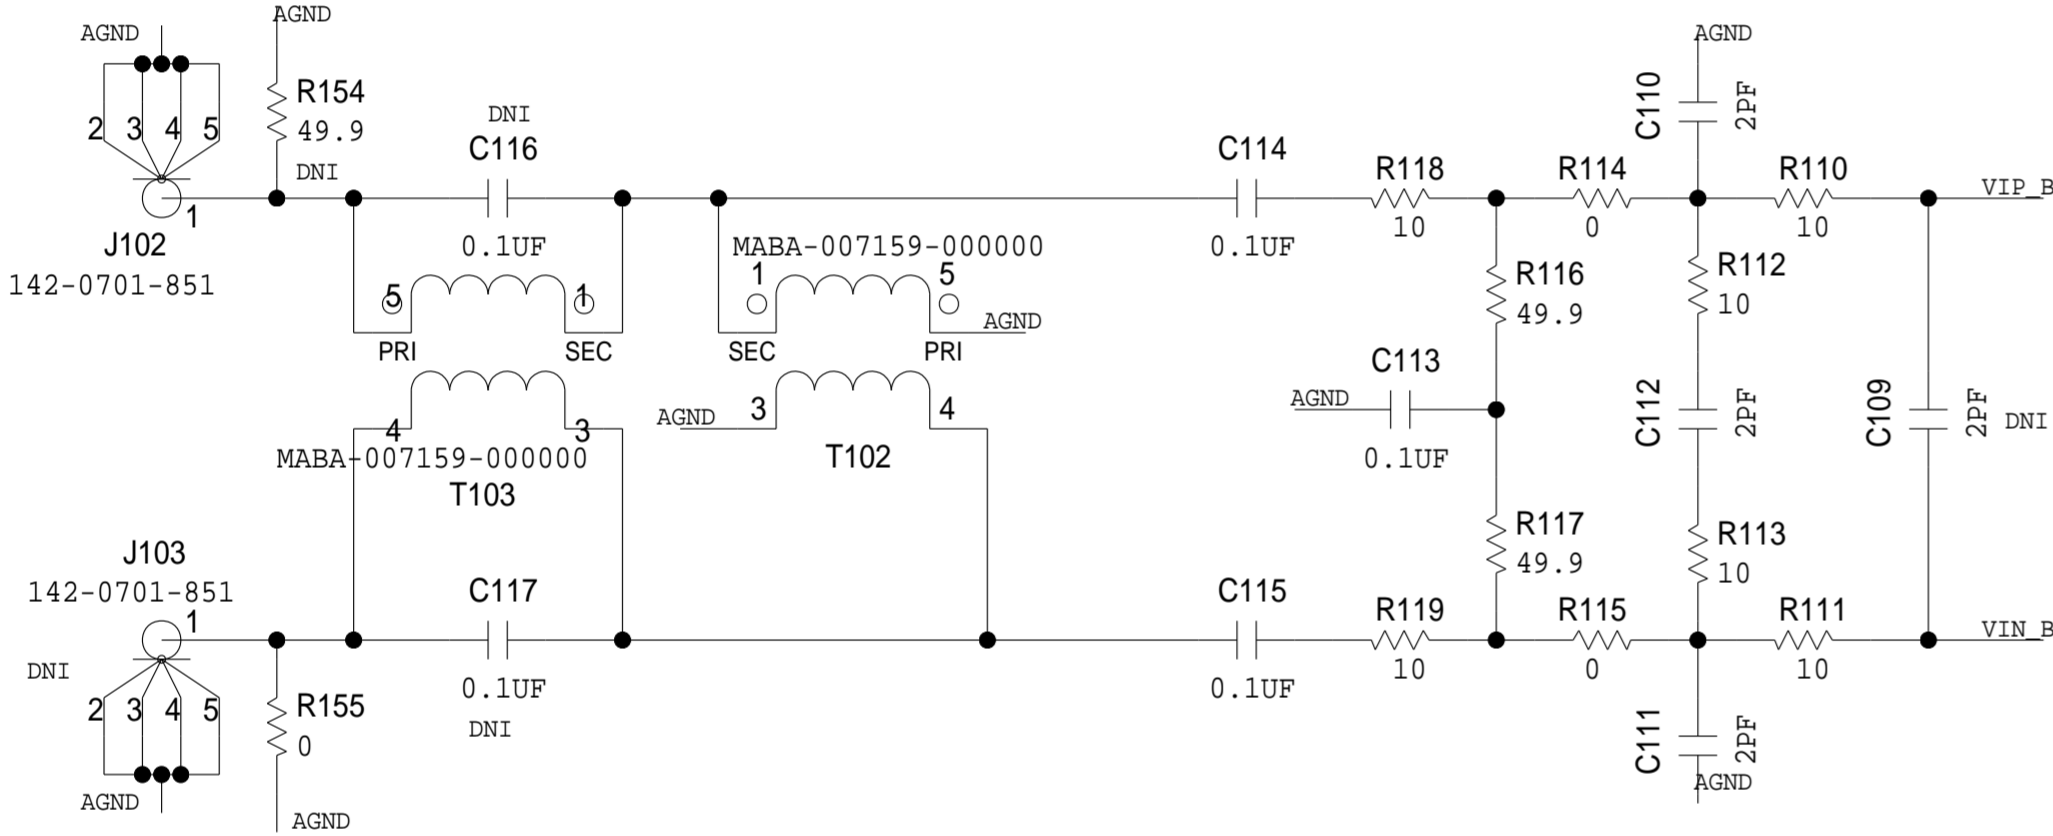 AGND
AGND
AGND
R154
49.9
DNI
2 3 4 5
1
J102
142-0701-851
DNI
C116
0.1UF
5 1
PRI SEC
4 3
MABA-007159-000000
T103
MABA-007159-000000
1 5
AGND
SEC PRI
AGND
3 4
T102
C114
0.1UF
R118
10
R114
0
C110
2PF
R110
10
VIP_B
R116
49.9
R112
10
C113
AGND
0.1UF
C112
2PF
C109
2PF
DNI
R117
49.9
R113
10
J103
142-0701-851
1
DNI
2 3 4 5
AGND
R155
0
AGND
C117
0.1UF
DNI
C115
0.1UF
R119
10
R115
0
R111
10
VIN_B
C111
2PF
AGND